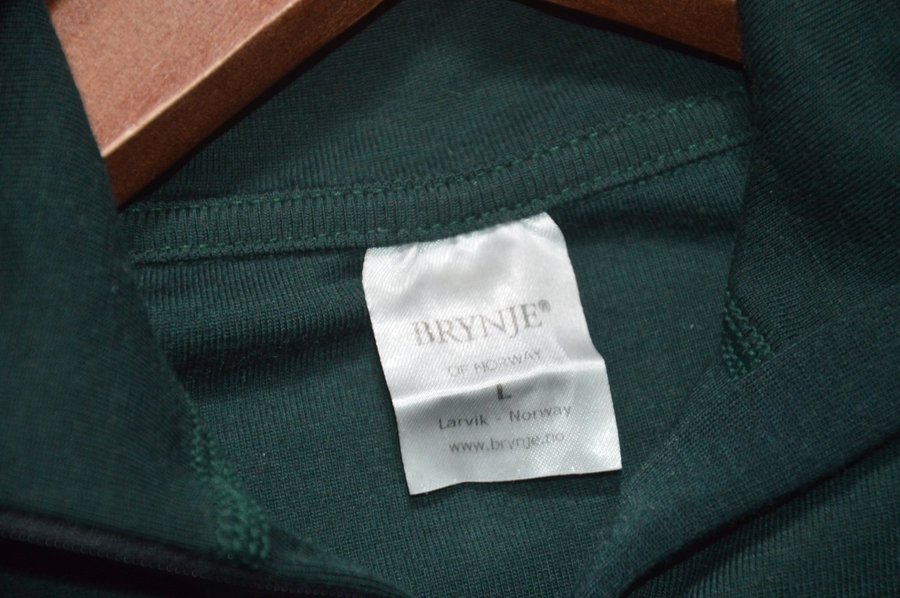 BRYNJE®
OF NORWAY
L
Larvik - Norway
www.brynje.no